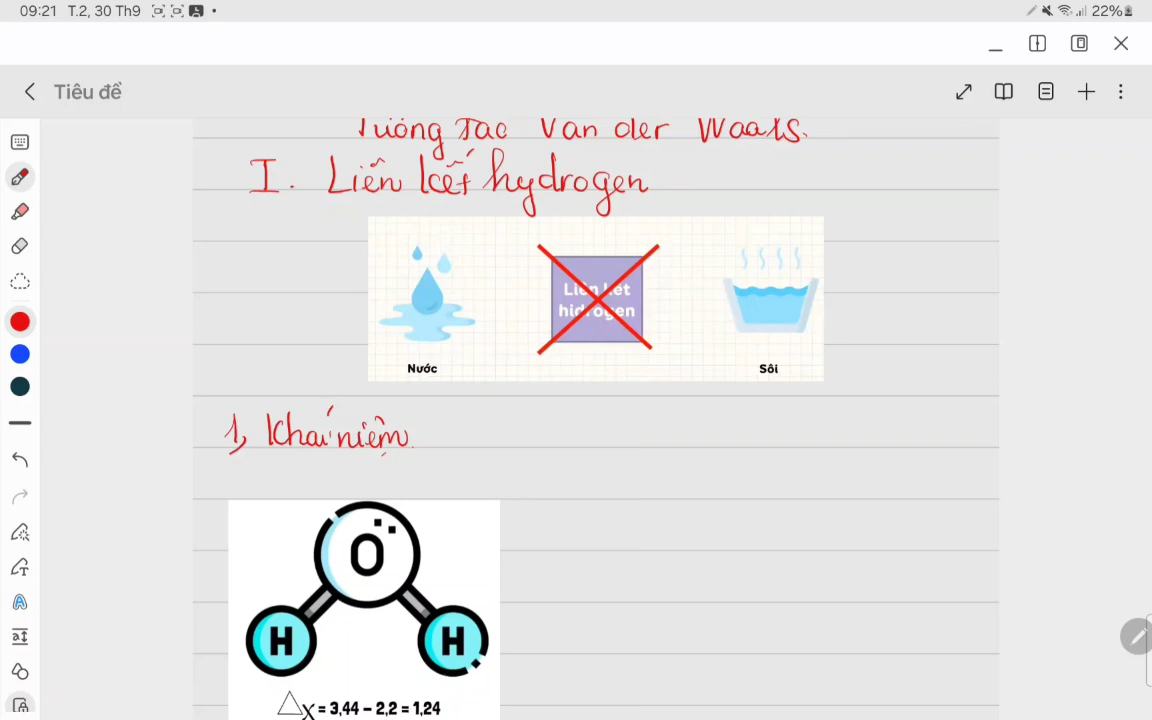 09:21 T.2, 30 Th9
22%
Tiêu đề
Tương tác Van der Waals.
I. Liên kết hydrogen
Liên kết
hiđrogen
Nước
Sôi
1, Khái niệm
O
H H
△χ = 3,44 – 2,2 = 1,24